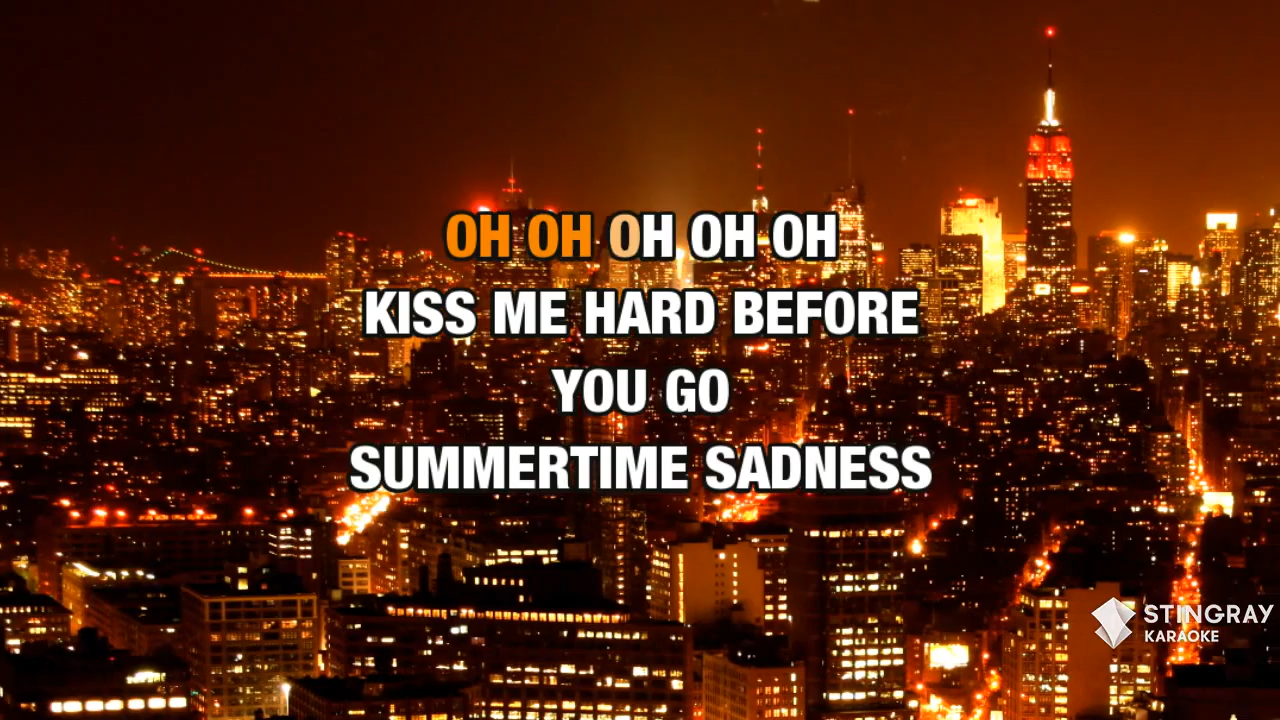 OH OH OH OH OH
KISS ME HARD BEFORE
YOU GO
SUMMERTIME SADNESS
STINGRAY
KARAOKE